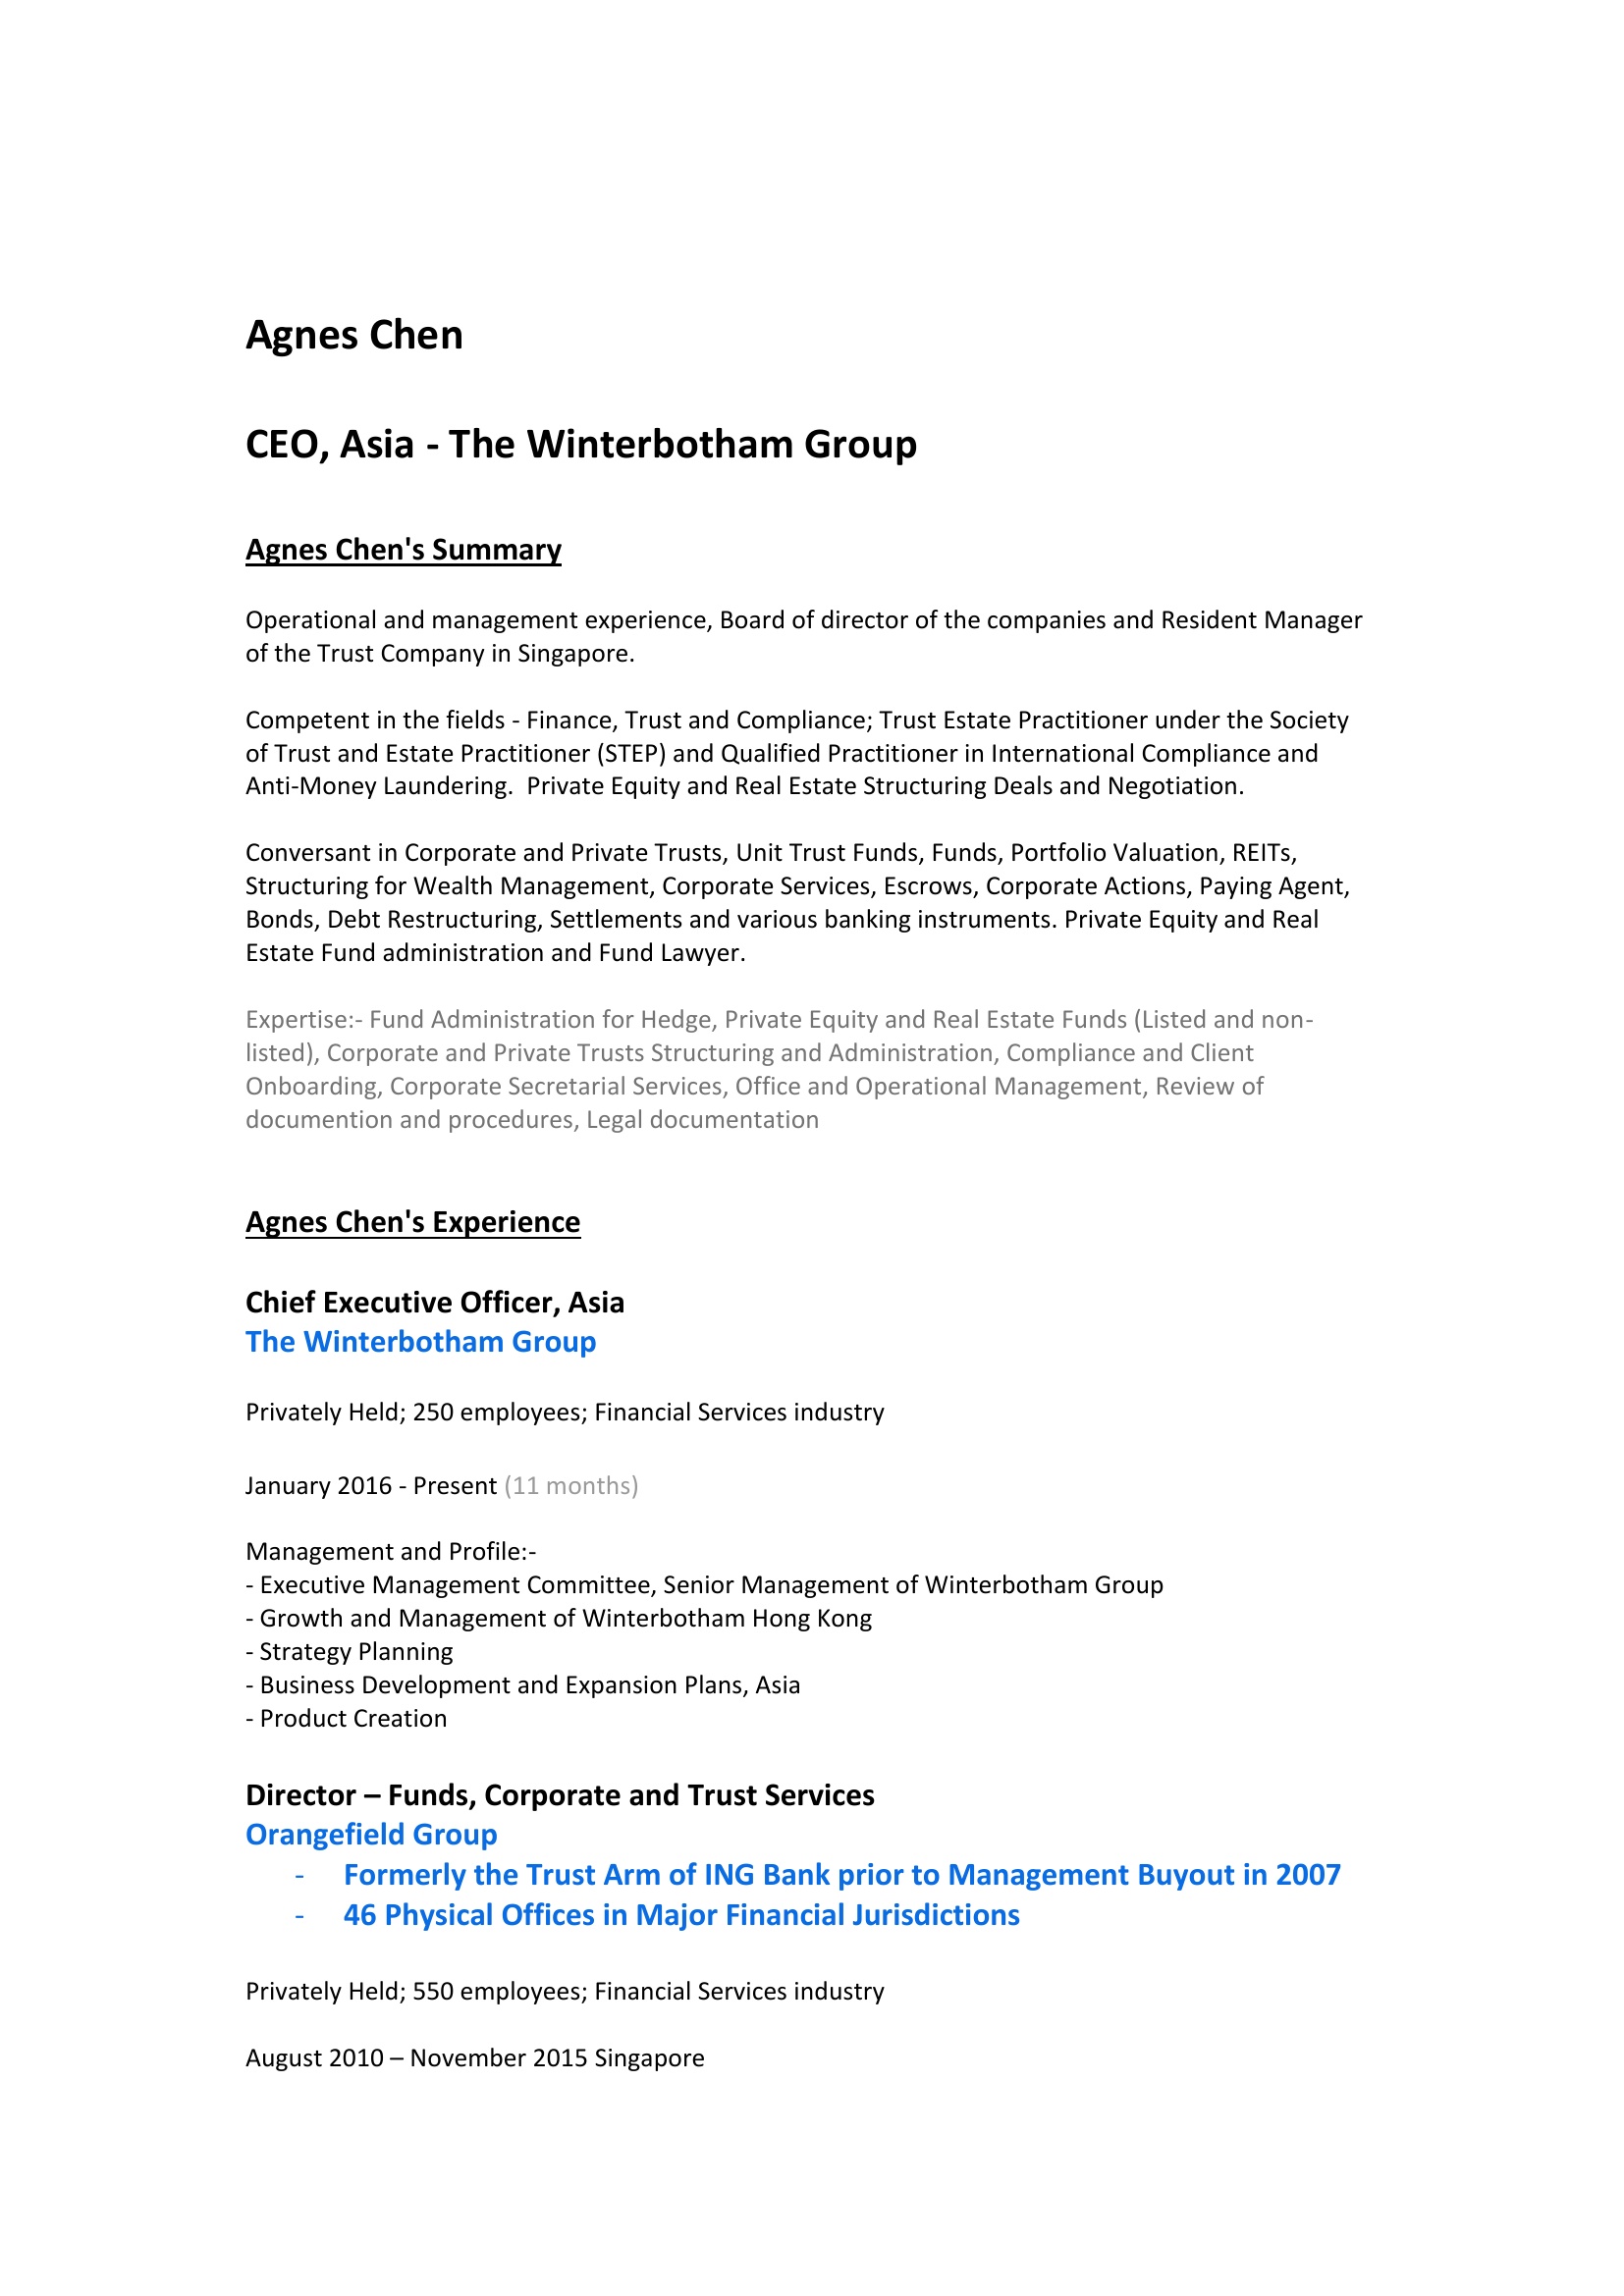 Agnes Chen
CEO, Asia - The Winterbotham Group
Agnes Chen's Summary
Operational and management experience, Board of director of the companies and Resident Manager
of the Trust Company in Singapore.
Competent in the fields - Finance, Trust and Compliance; Trust Estate Practitioner under the Society
of Trust and Estate Practitioner (STEP) and Qualified Practitioner in International Compliance and
Anti-Money Laundering.  Private Equity and Real Estate Structuring Deals and Negotiation.
Conversant in Corporate and Private Trusts, Unit Trust Funds, Funds, Portfolio Valuation, REITs,
Structuring for Wealth Management, Corporate Services, Escrows, Corporate Actions, Paying Agent,
Bonds, Debt Restructuring, Settlements and various banking instruments. Private Equity and Real
Estate Fund administration and Fund Lawyer.
Expertise:- Fund Administration for Hedge, Private Equity and Real Estate Funds (Listed and non-
listed), Corporate and Private Trusts Structuring and Administration, Compliance and Client
Onboarding, Corporate Secretarial Services, Office and Operational Management, Review of
documention and procedures, Legal documentation
Agnes Chen's Experience
Chief Executive Officer, Asia
The Winterbotham Group
Privately Held; 250 employees; Financial Services industry
January 2016 - Present (11 months)
Management and Profile:-
- Executive Management Committee, Senior Management of Winterbotham Group
- Growth and Management of Winterbotham Hong Kong
- Strategy Planning
- Business Development and Expansion Plans, Asia
- Product Creation
Director – Funds, Corporate and Trust Services
Orangefield Group
- Formerly the Trust Arm of ING Bank prior to Management Buyout in 2007
- 46 Physical Offices in Major Financial Jurisdictions
Privately Held; 550 employees; Financial Services industry
August 2010 – November 2015 Singapore